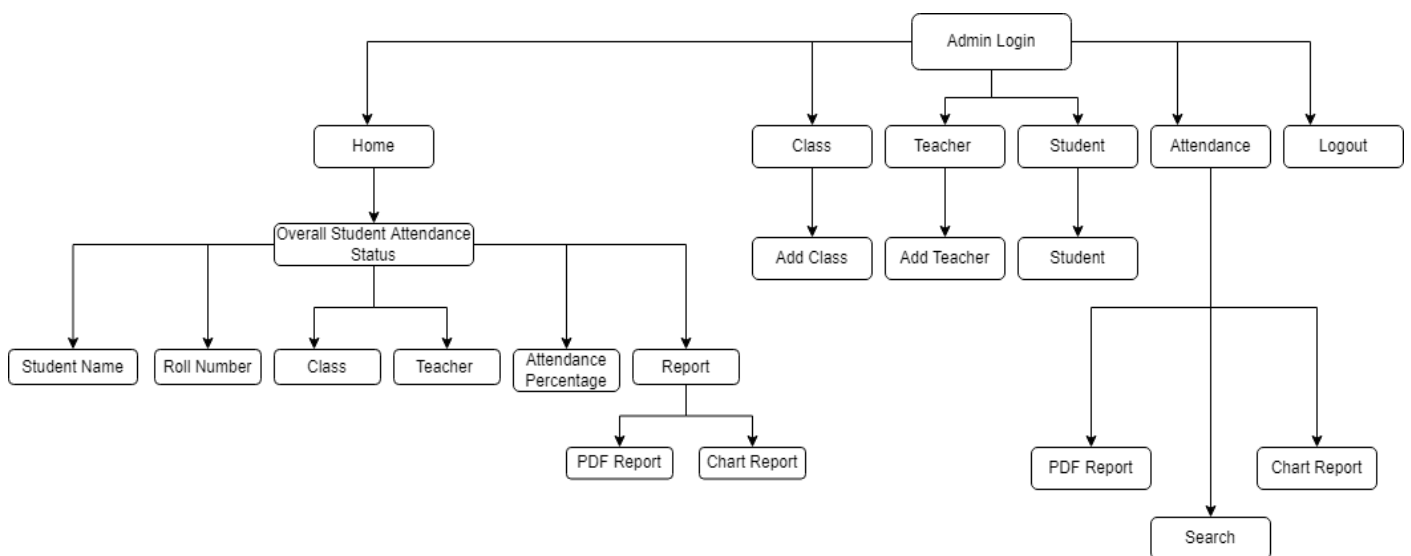 Admin Login
Home
Class
Teacher
Student
Attendance
Logout
Overall Student Attendance
Status
Add Class
Add Teacher
Student
Student Name
Roll Number
Class
Teacher
Attendance
Percentage
Report
PDF Report
Chart Report
PDF Report
Chart Report
Search